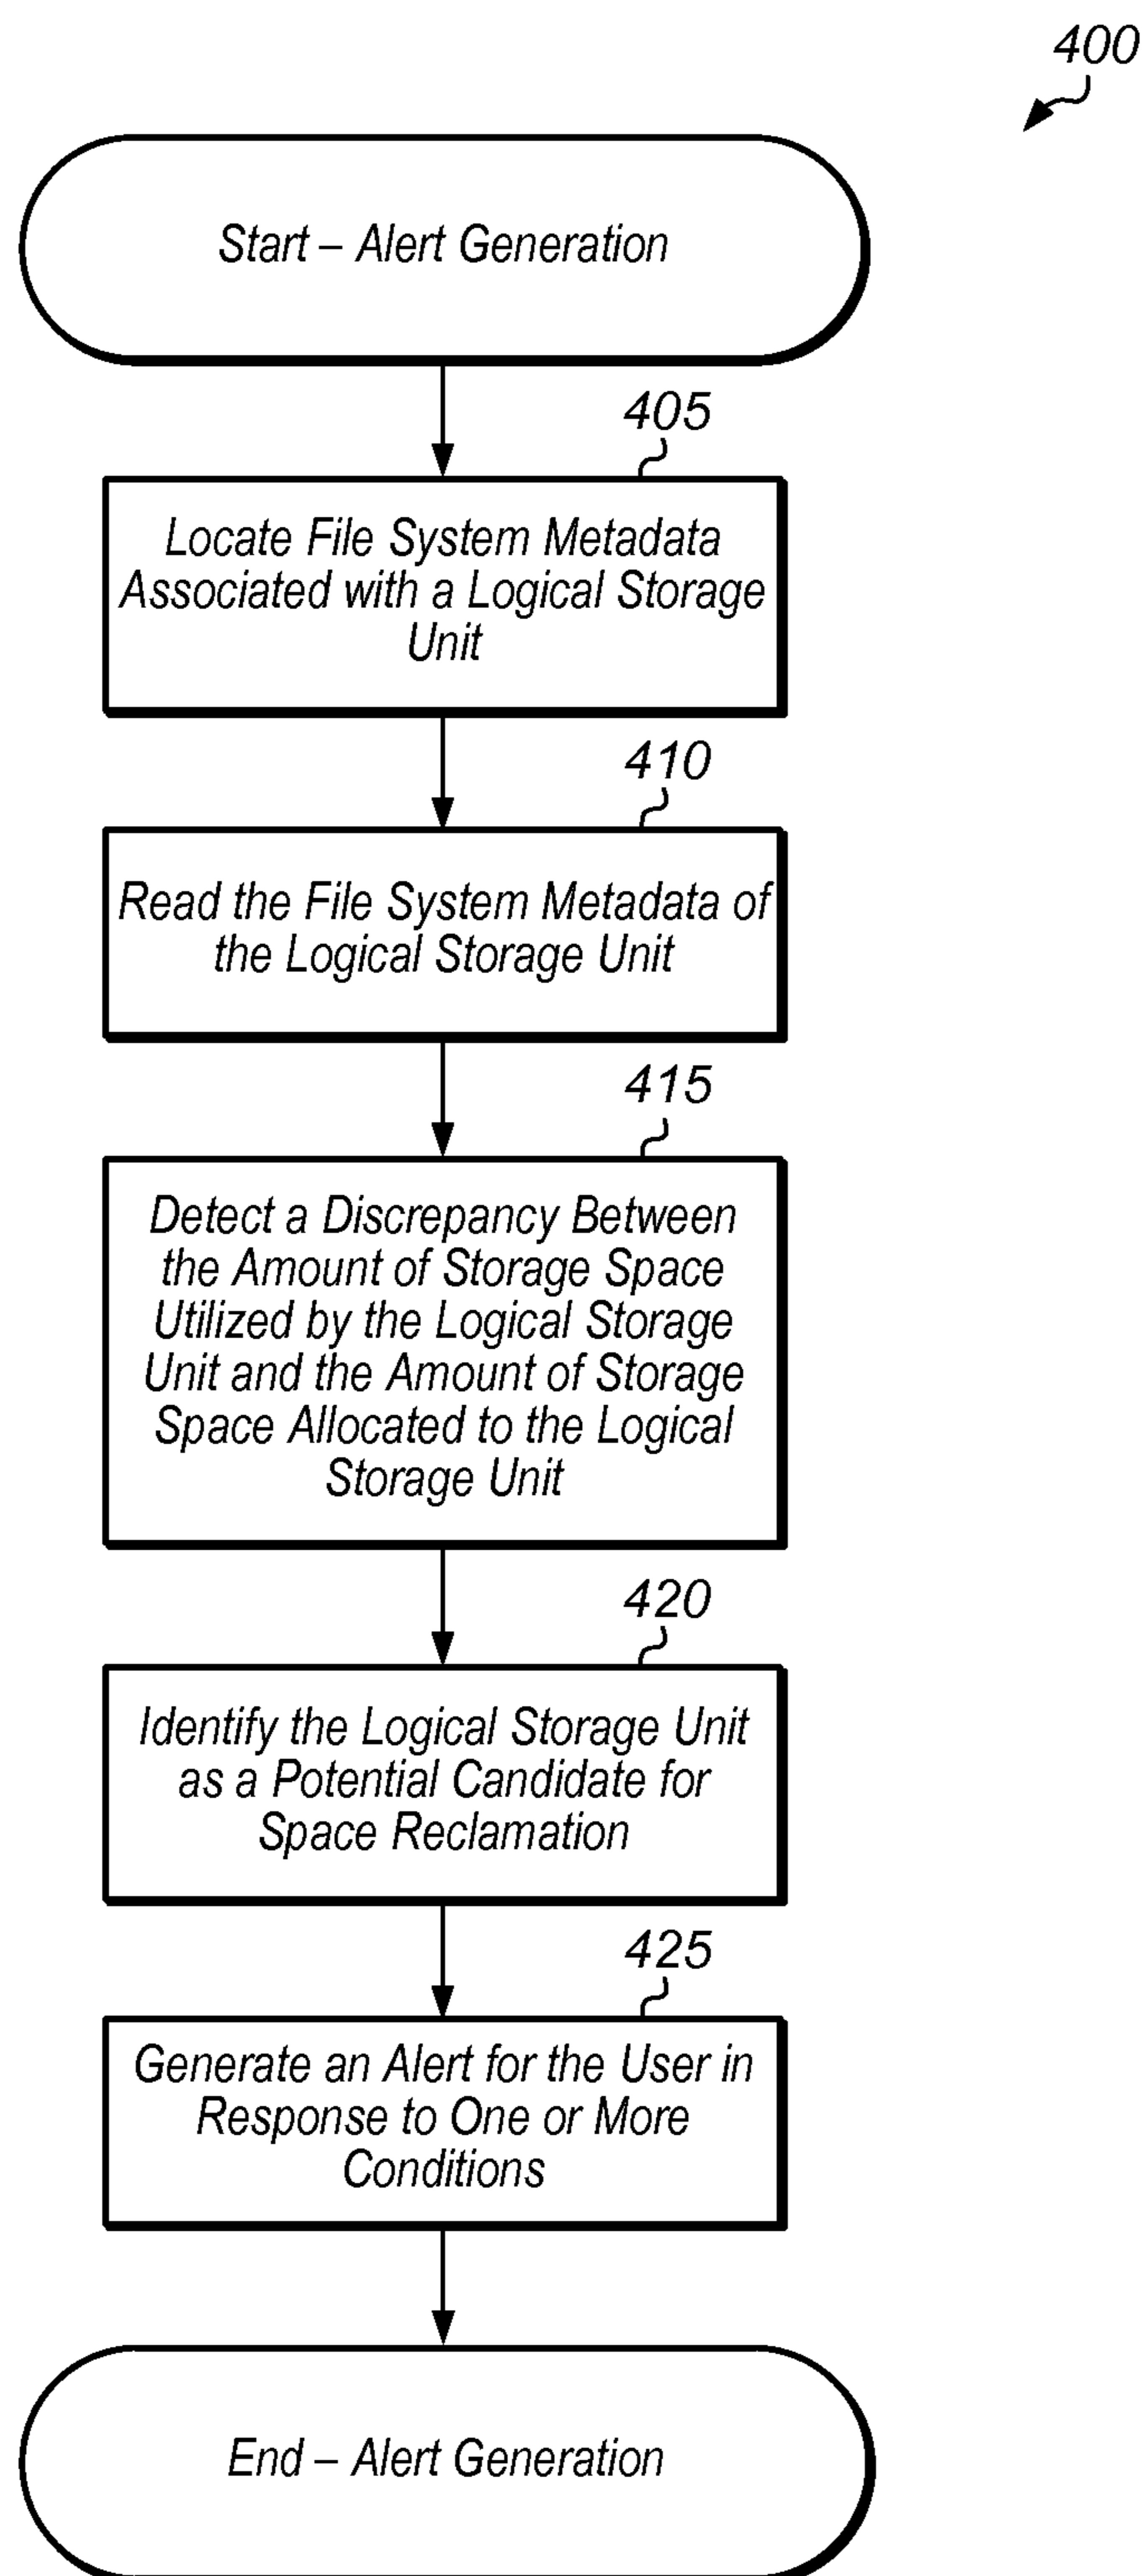 400
Start – Alert Generation
405
Locate File System Metadata
Associated with a Logical Storage
Unit
410
Read the File System Metadata of
the Logical Storage Unit
415
Detect a Discrepancy Between
the Amount of Storage Space
Utilized by the Logical Storage
Unit and the Amount of Storage
Space Allocated to the Logical
Storage Unit
420
Identify the Logical Storage Unit
as a Potential Candidate for
Space Reclamation
425
Generate an Alert for the User in
Response to One or More
Conditions
End – Alert Generation